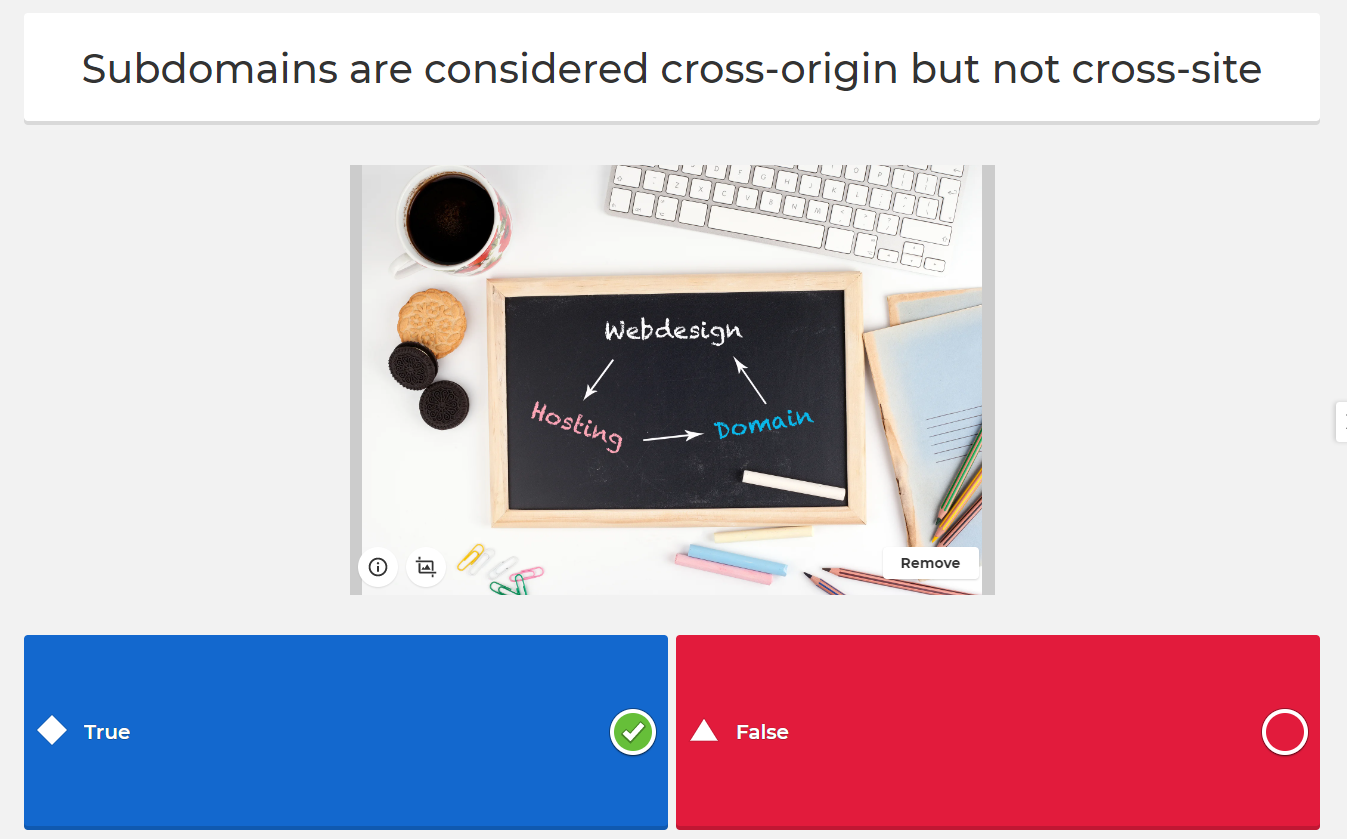 Subdomains are considered cross-origin but not cross-site
Webdesign
Hosting
Domain
Remove
True
False